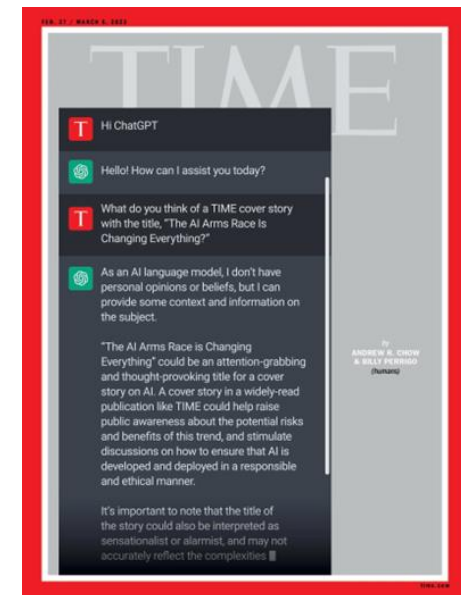 FEB. 27 / MARCH 6, 2023
TIME
T
Hi ChatGPT
Hello! How can I assist you today?
T
What do you think of a TIME cover story
with the title, "The AI Arms Race Is
Changing Everything?"
As an AI language model, I don't have
personal opinions or beliefs, but I can
provide some context and information on
the subject.
"The AI Arms Race is Changing
Everything" could be an attention-grabbing
and thought-provoking title for a cover
story on AI. A cover story in a widely-read
publication like TIME could help raise
public awareness about the potential risks
and benefits of this trend, and stimulate
discussions on how to ensure that AI is
developed and deployed in a responsible
and ethical manner.
It's important to note that the title of
the story could also be interpreted as
sensationalist or alarmist, and may not
accurately reflect the complexities
by
ANDREW R. CHOW
& BILLY PERRIGO
(humans)
TIME.COM